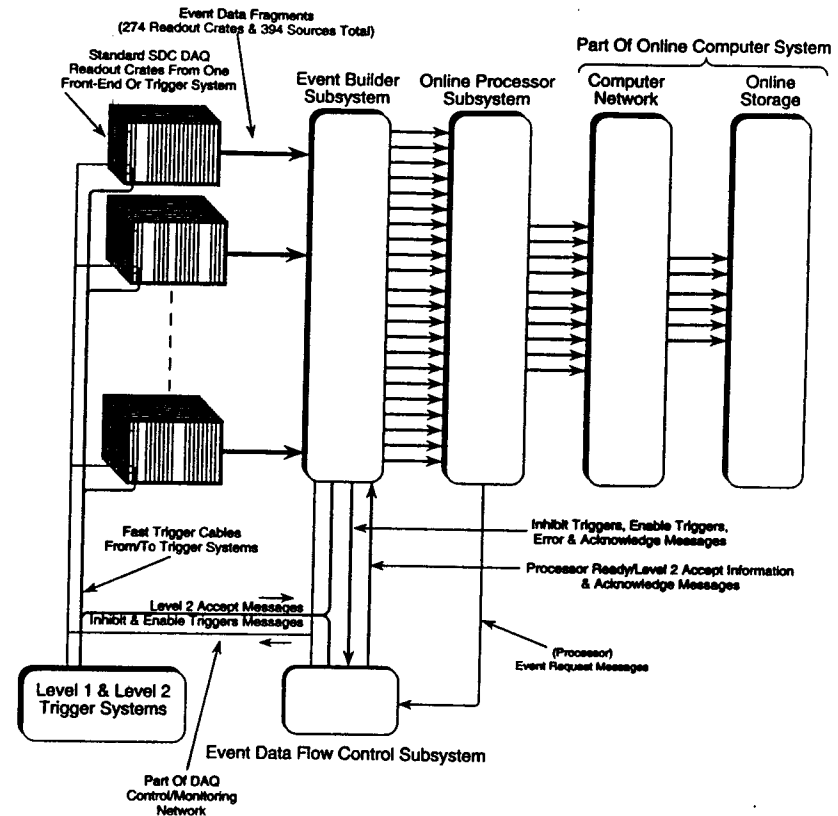 Event Data Fragments
(274 Readout Crates & 394 Sources Total)
Standard SDC DAQ
Readout Crates From One
Front-End Or Trigger System
Part Of Online Computer System
Event Builder
Subsystem
Online Processor
Subsystem
Computer
Network
Online
Storage
Fast Trigger Cables
From/To Trigger Systems
Inhibit Triggers, Enable Triggers,
Error & Acknowledge Messages
Processor Ready/Level 2 Accept Information
& Acknowledge Messages
Level 2 Accept Messages
Inhibit & Enable Triggers Messages
(Processor)
Event Request Messages
Level 1 & Level 2
Trigger Systems
Event Data Flow Control Subsystem
Part Of DAQ
Control/Monitoring
Network